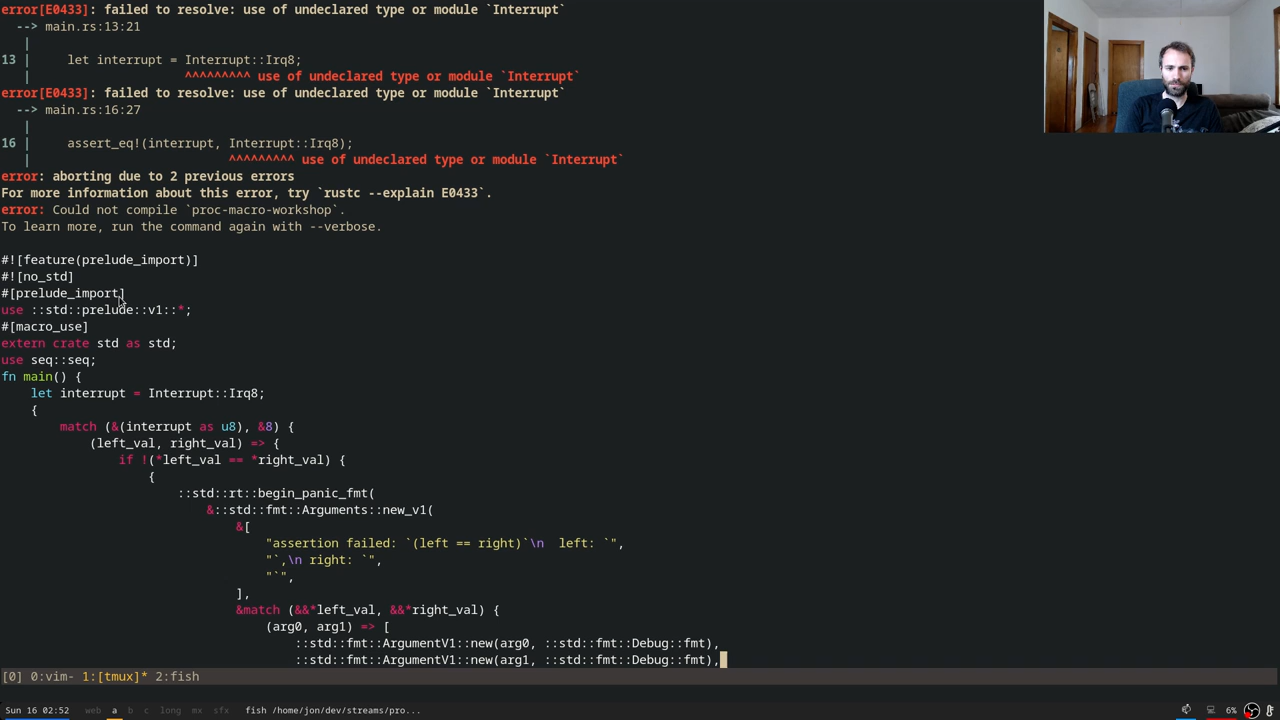 error[E0433]: failed to resolve: use of undeclared type or module `Interrupt`
  --> main.rs:13:21
   |
13 |     let interrupt = Interrupt::Irq8;
   |                     ^^^^^^^^^ use of undeclared type or module `Interrupt`
error[E0433]: failed to resolve: use of undeclared type or module `Interrupt`
  --> main.rs:16:27
   |
16 |     assert_eq!(interrupt, Interrupt::Irq8);
   |                           ^^^^^^^^^ use of undeclared type or module `Interrupt`
error: aborting due to 2 previous errors
For more information about this error, try `rustc --explain E0433`.
error: Could not compile `proc-macro-workshop`.
To learn more, run the command again with --verbose.
#![feature(prelude_import)]
#![no_std]
#[prelude_import]
use ::std::prelude::v1::*;
#[macro_use]
extern crate std as std;
use seq::seq;
fn main() {
    let interrupt = Interrupt::Irq8;
    {
        match (&(interrupt as u8), &8) {
            (left_val, right_val) => {
                if !(*left_val == *right_val) {
                    {
                        ::std::rt::begin_panic_fmt(
                            &::std::fmt::Arguments::new_v1(
                                &[
                                    "assertion failed: `(left == right)`\n  left: `",
                                    "`,\n right: `",
                                    "`",
                                ],
                                &match (&&*left_val, &&*right_val) {
                                    (arg0, arg1) => [
                                        ::std::fmt::ArgumentV1::new(arg0, ::std::fmt::Debug::fmt),
                                        ::std::fmt::ArgumentV1::new(arg1, ::std::fmt::Debug::fmt),
[0] 0:vim- 1:[tmux]* 2:fish
Sun 16 02:52 web a b c long mx sfx fish /home/jon/dev/streams/pro... 6%